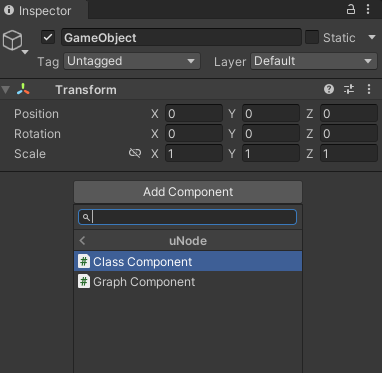 Inspector
GameObject
Static
Tag Untagged Layer Default
Transform
Position X 0 Y 0 Z 0
Rotation X 0 Y 0 Z 0
Scale X 1 Y 1 Z 1
Add Component
uNode
Class Component
Graph Component